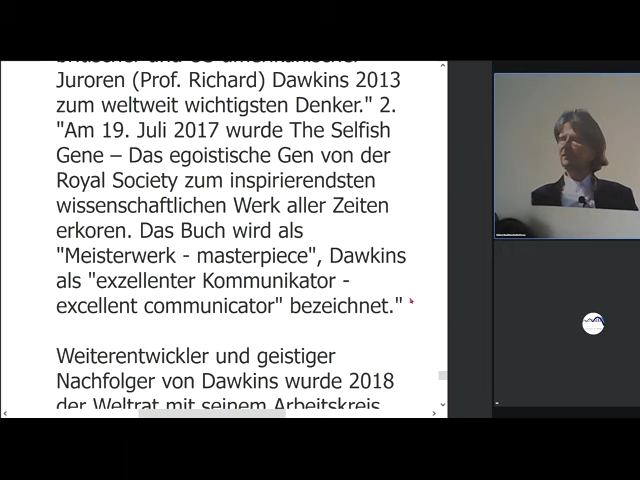 Juroren (Prof. Richard) Dawkins 2013
zum weltweit wichtigsten Denker." 2.
"Am 19. Juli 2017 wurde The Selfish
Gene – Das egoistische Gen von der
Royal Society zum inspirierendsten
wissenschaftlichen Werk aller Zeiten
erkoren. Das Buch wird als
"Meisterwerk - masterpiece", Dawkins
als "exzellenter Kommunikator -
excellent communicator" bezeichnet."
Weiterentwickler und geistiger
Nachfolger von Dawkins wurde 2018
der Weltrat mit seinem Arbeitskreis